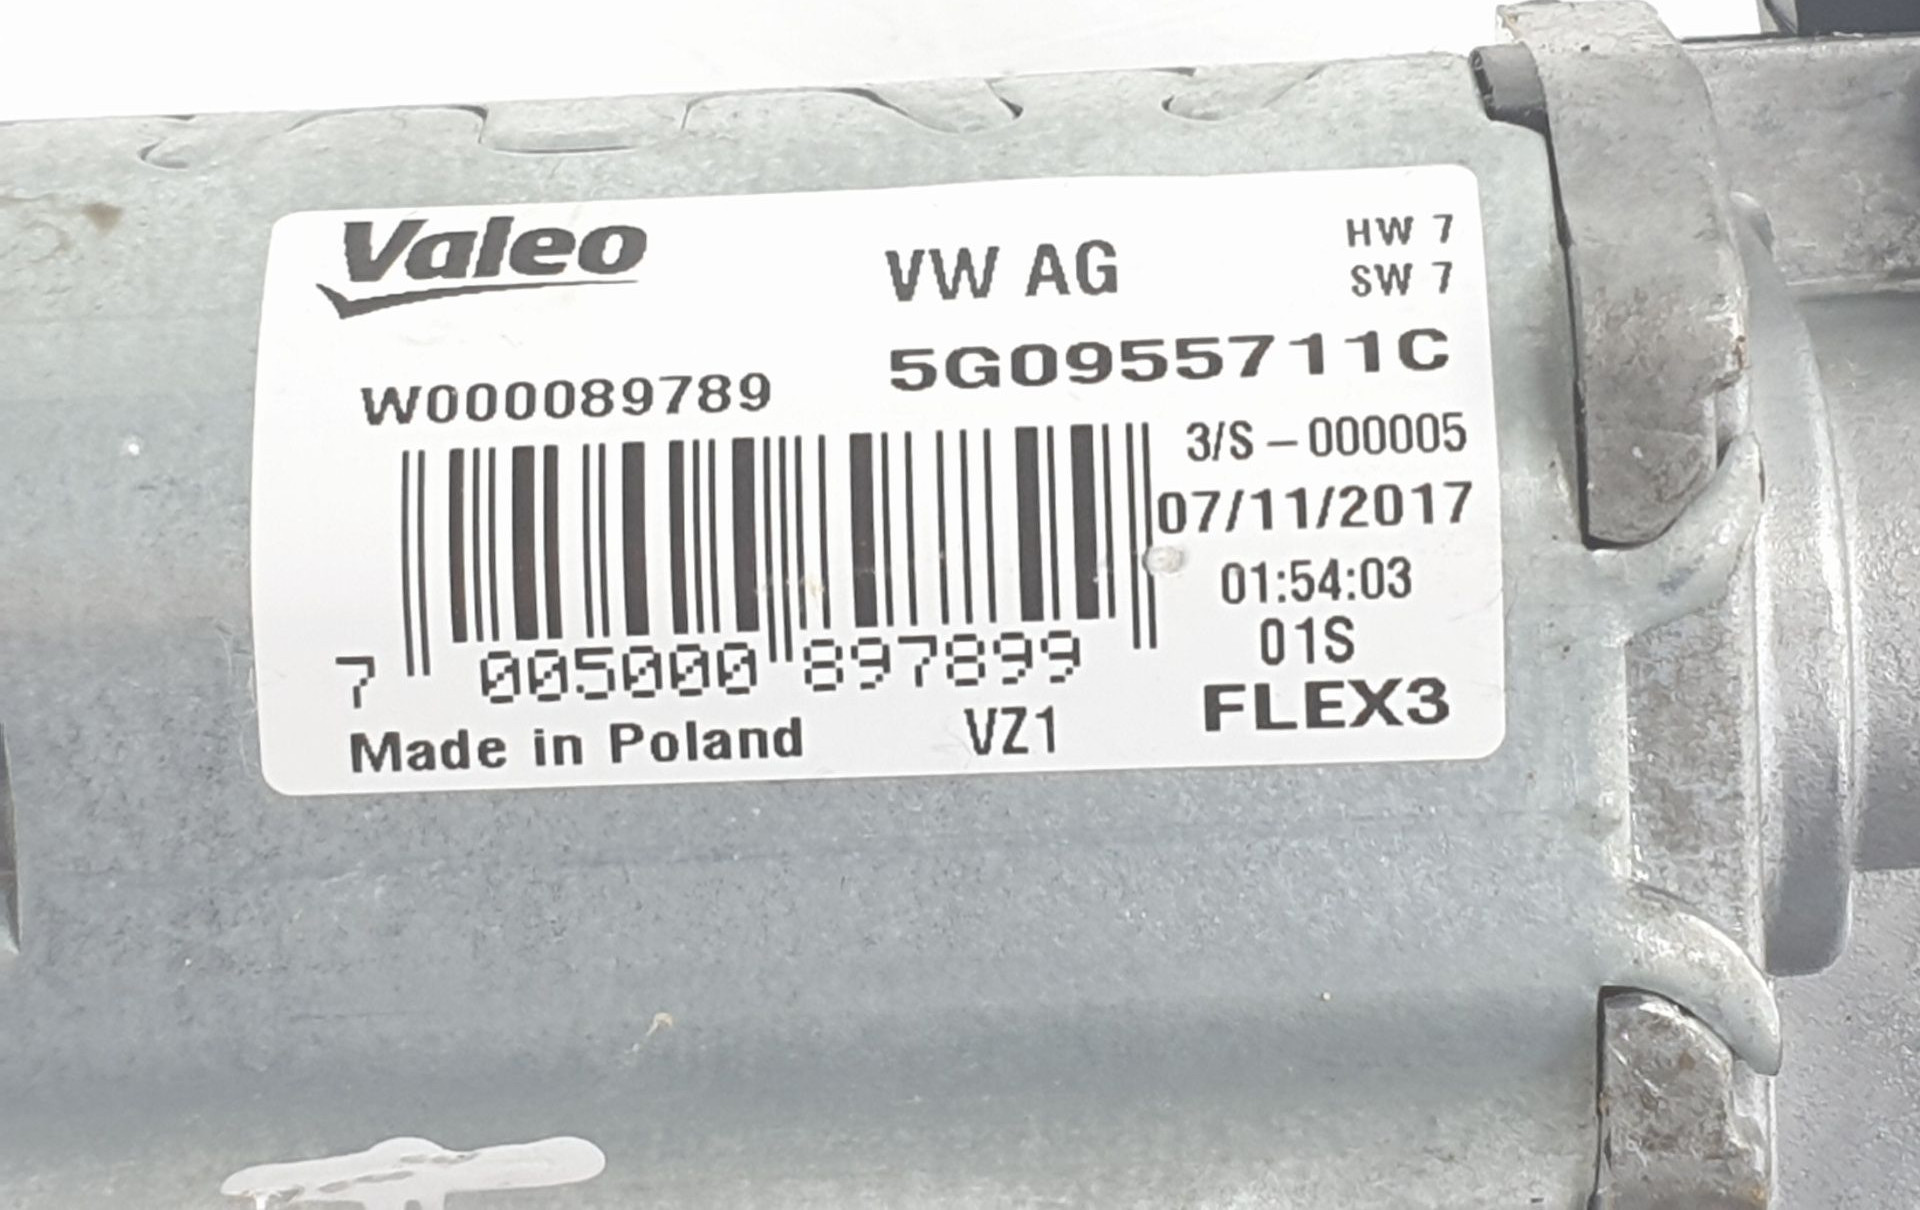 Valeo
VW AG
HW 7
SW 7
W000089789
5G0955711C
3/S – 000005
07/11/2017
01:54:03
01S
7 005000 897899
Made in Poland
VZ1
FLEX3